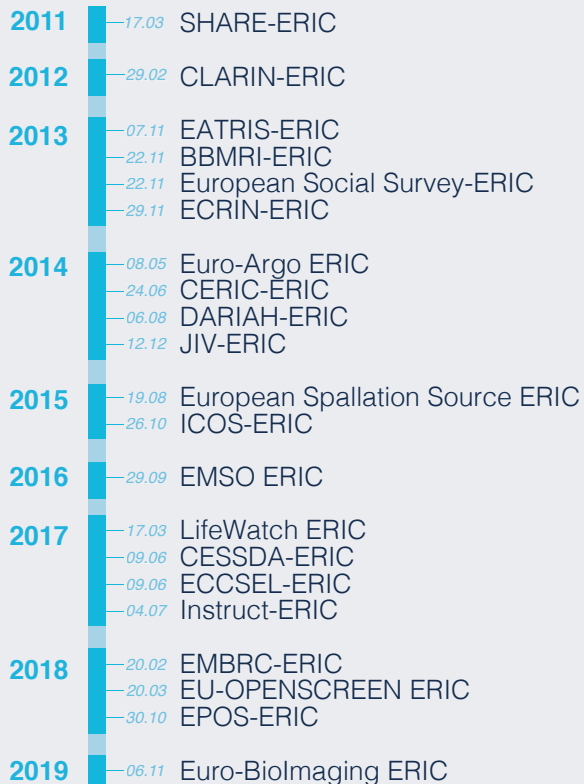 2011 17.03 SHARE-ERIC
2012 29.02 CLARIN-ERIC
2013 07.11 EATRIS-ERIC
22.11 BBMRI-ERIC
22.11 European Social Survey-ERIC
29.11 ECRIN-ERIC
2014 08.05 Euro-Argo ERIC
24.06 CERIC-ERIC
06.08 DARIAH-ERIC
12.12 JIV-ERIC
2015 19.08 European Spallation Source ERIC
26.10 ICOS-ERIC
2016 29.09 EMSO ERIC
2017 17.03 LifeWatch ERIC
09.06 CESSDA-ERIC
09.06 ECCSEL-ERIC
04.07 Instruct-ERIC
2018 20.02 EMBRC-ERIC
20.03 EU-OPENSCREEN ERIC
30.10 EPOS-ERIC
2019 06.11 Euro-BioImaging ERIC